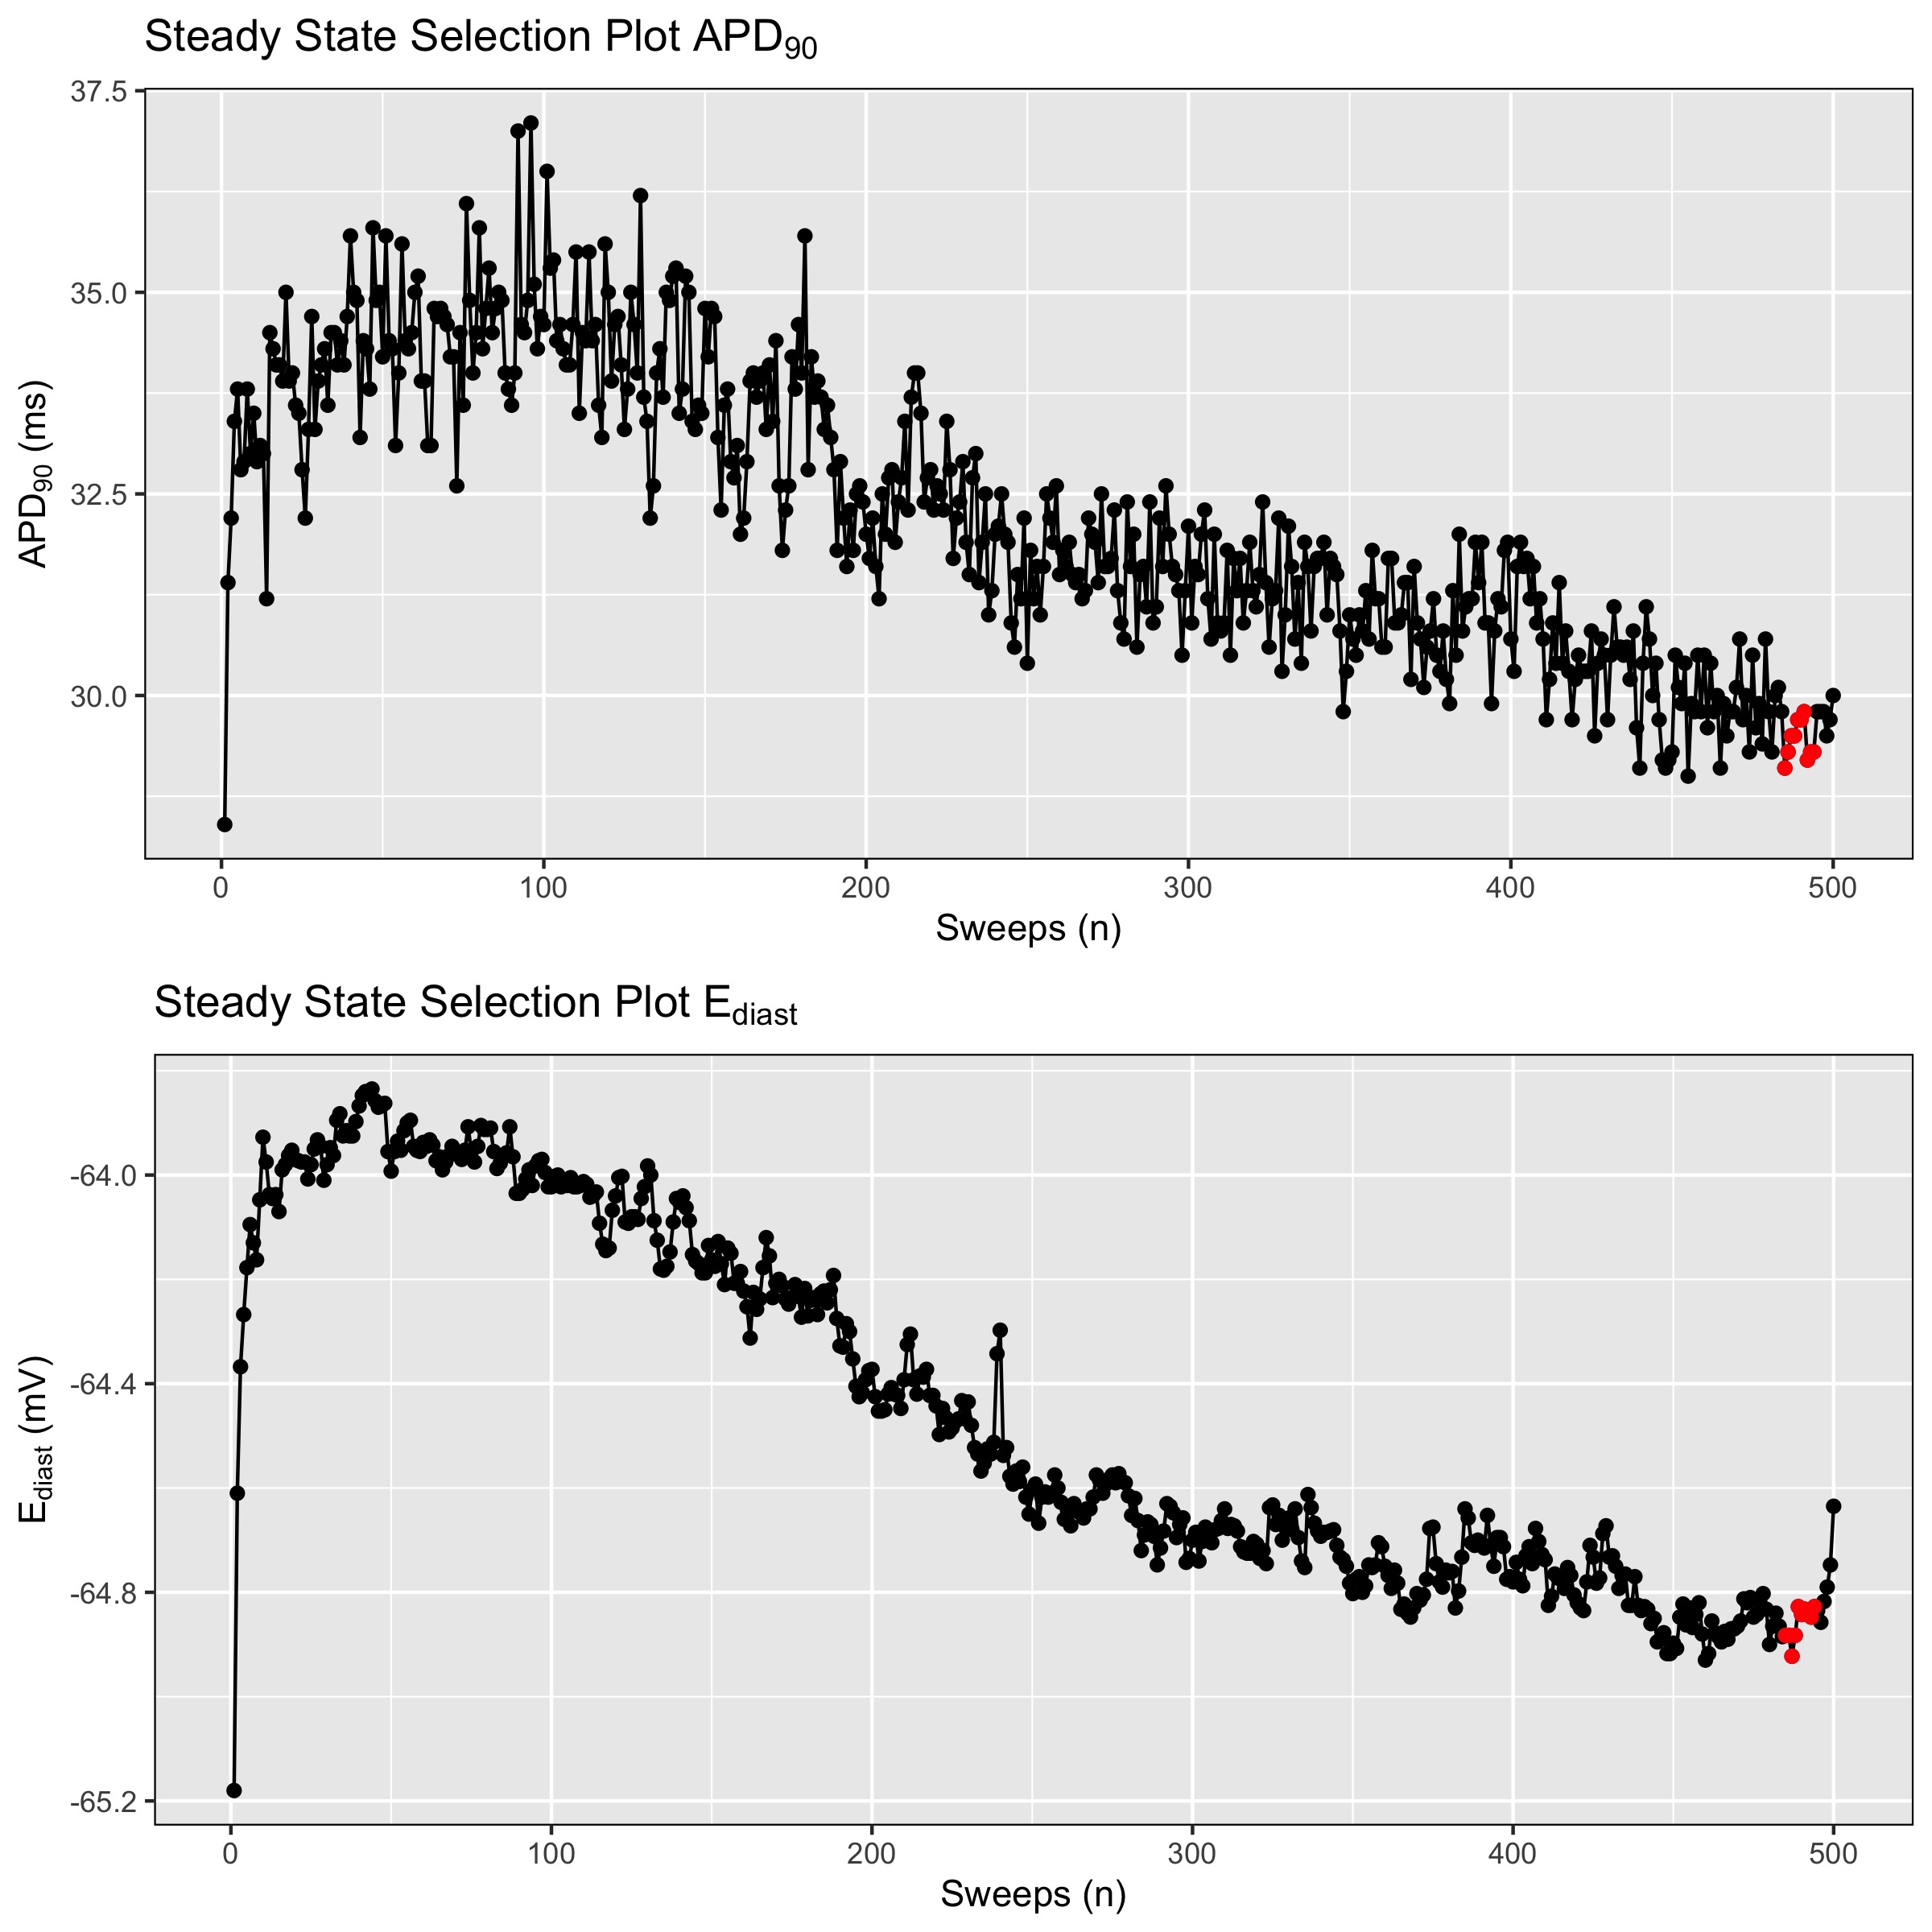 Steady State Selection Plot APD90
37.5
35.0
32.5
30.0
APD90 (ms)
0 100 200 300 400 500
Sweeps (n)
Steady State Selection Plot Ediast
-64.0
-64.4
-64.8
-65.2
Ediast (mV)
0 100 200 300 400 500
Sweeps (n)